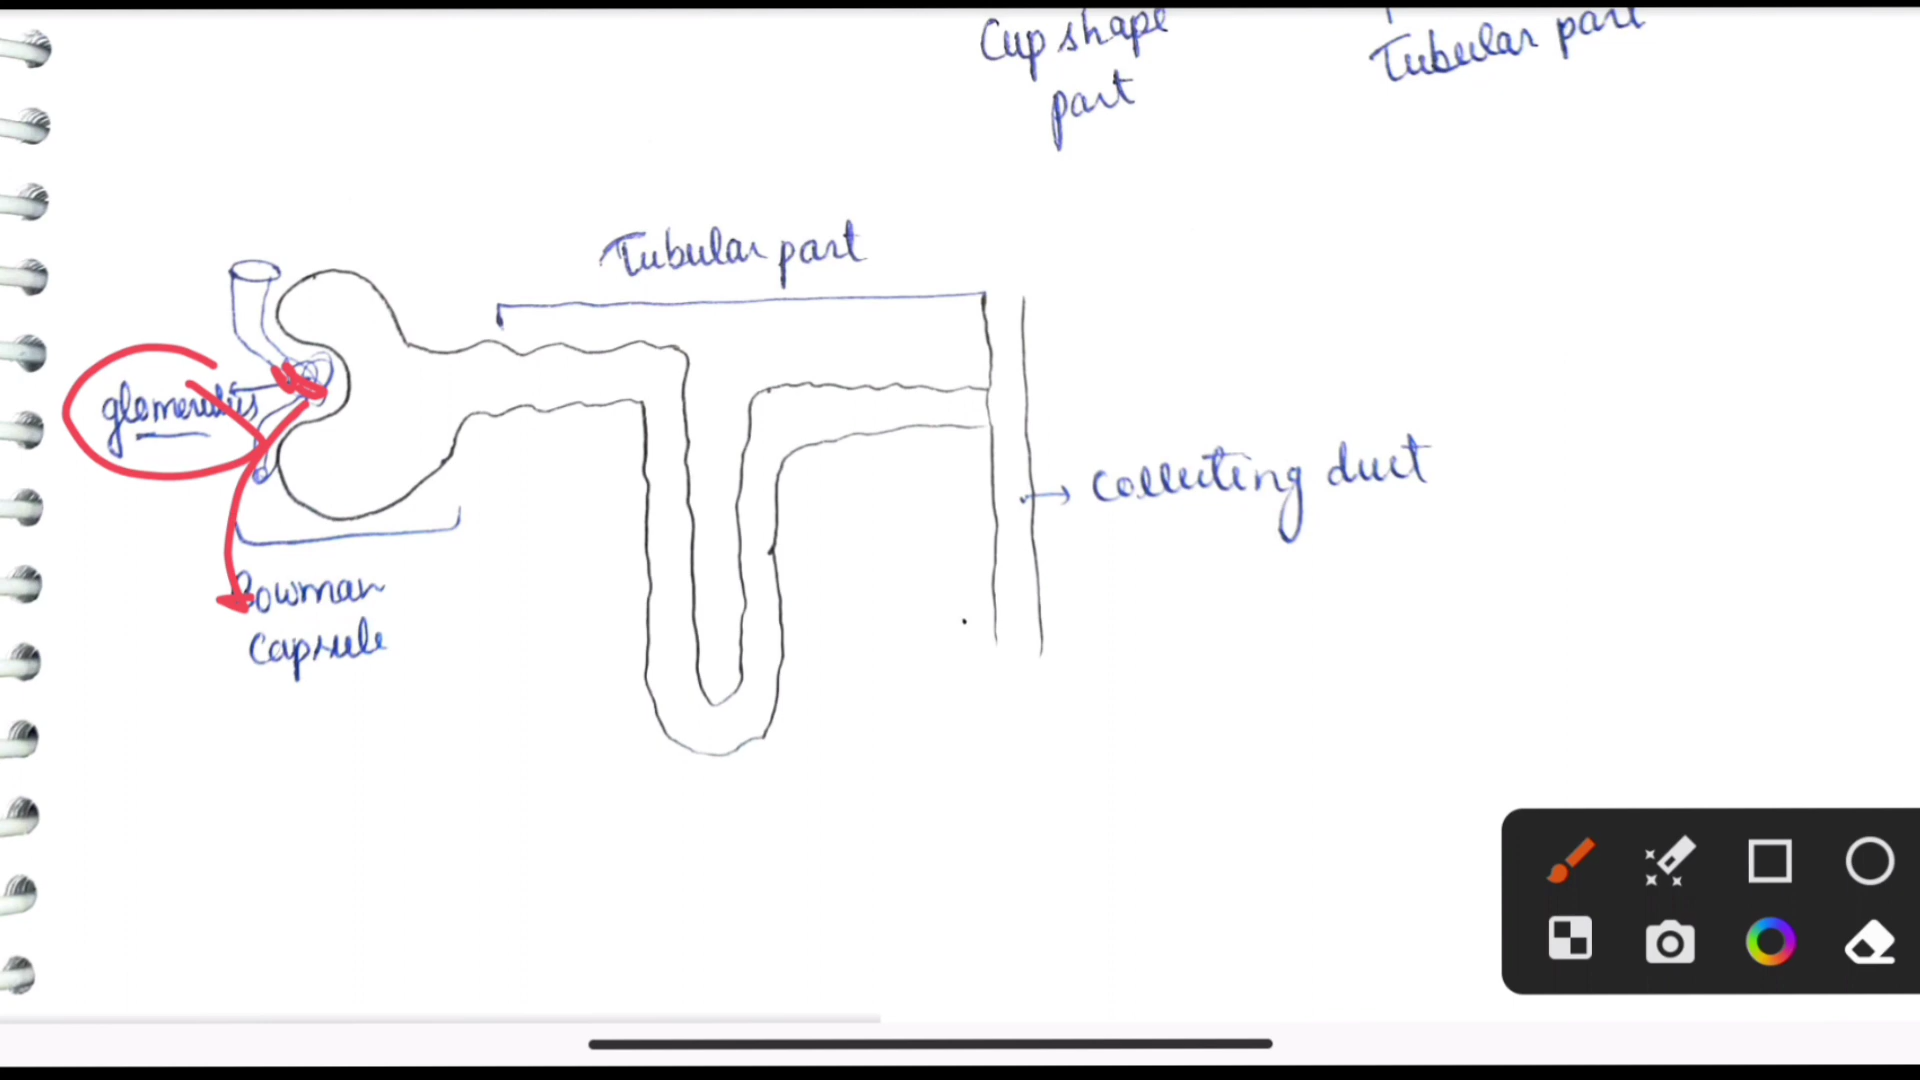 Cup shape
part
Tubular part
Tubular part
glomerulus
Collecting duct
Bowman
capsule